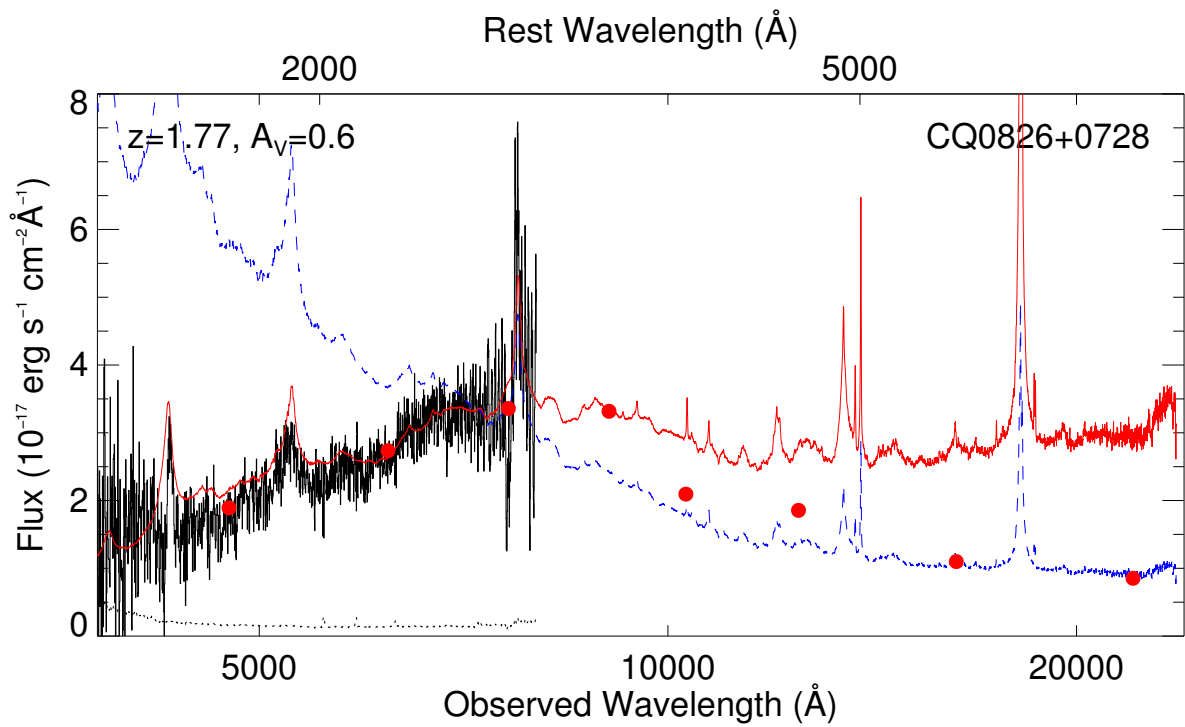 Rest Wavelength (Å)
2000 5000
8
z=1.77, A_V=0.6 CQ0826+0728
6
4
2
0
Flux (10⁻¹⁷ erg s⁻¹ cm⁻²Å⁻¹)
5000 10000 20000
Observed Wavelength (Å)